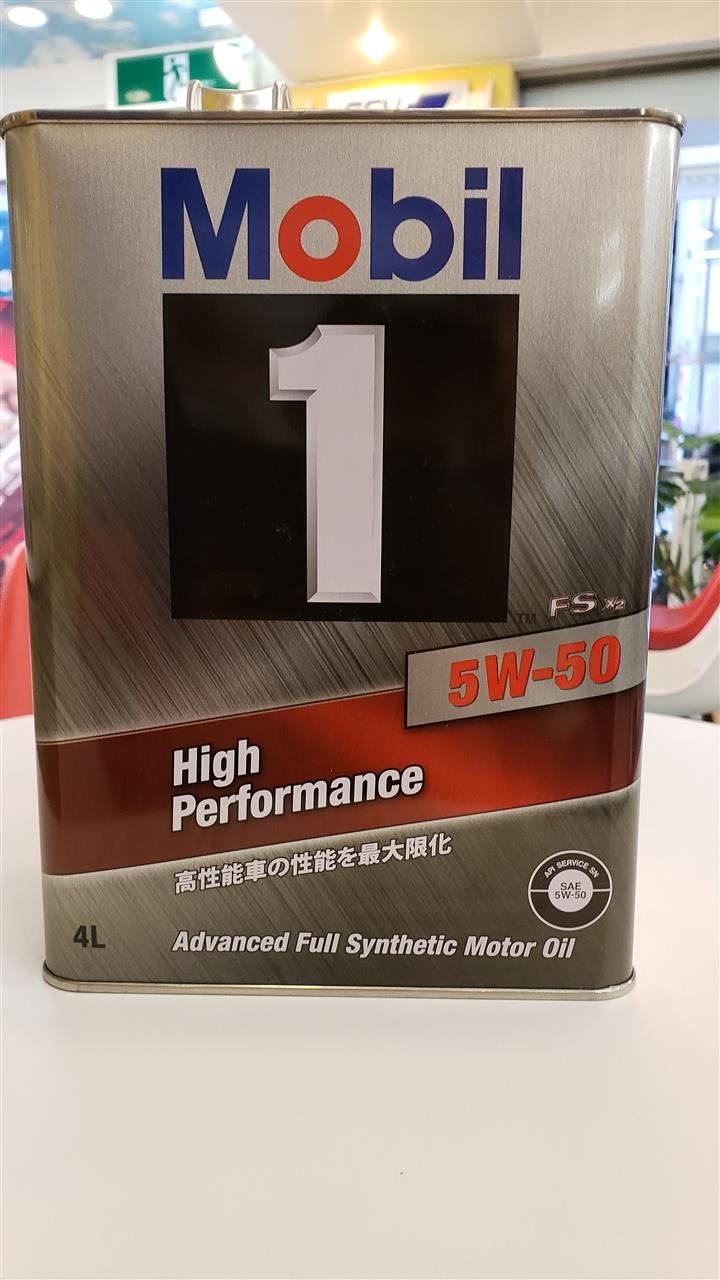 Mobil
1
TM
FS X2
5W-50
High
Performance
高性能車の性能を最大限化
API SERVICE SN
SAE
5W-50
4L
Advanced Full Synthetic Motor Oil